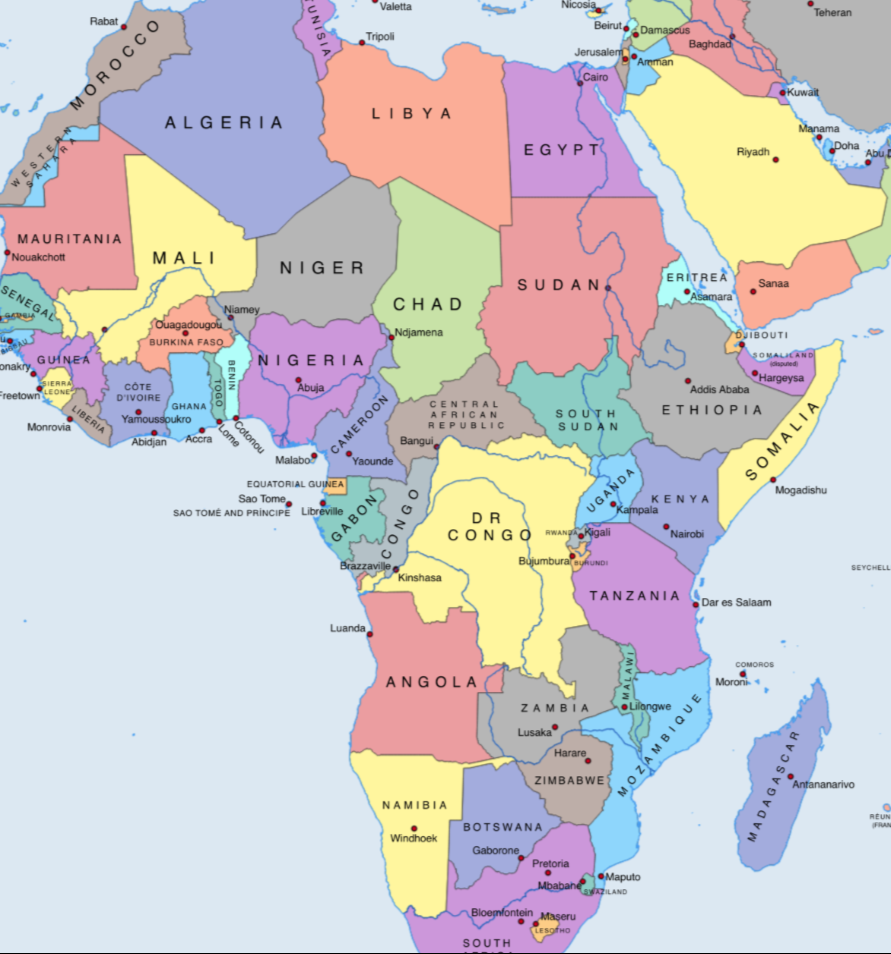 Valetta
Nicosia
Teheran
Rabat
TUNISIA
Tripoli
Beirut
Damascus
Baghdad
Jerusalem
Amman
MOROCCO
Cairo
Kuwait
ALGERIA
LIBYA
EGYPT
Manama
Doha
Abu
Riyadh
WESTERN
SAHARA
MAURITANIA
Nouakchott
MALI
NIGER
CHAD
SUDAN
ERITREA
Asamara
Sanaa
SENEGAL
GAMBIA
Niamey
Ouagadougou
BURKINA FASO
Ndjamena
DJIBOUTI
SOMALILAND
(disputed)
Hargeysa
GUINEA
onakry
SIERRA
LEONE
Freetown
LIBERIA
Monrovia
CÔTE
D'IVOIRE
Yamoussoukro
Abidjan
GHANA
Accra
TOGO
Lome
BENIN
Cotonou
NIGERIA
Abuja
CAMEROON
Yaounde
CENTRAL
AFRICAN
REPUBLIC
Bangui
SOUTH
SUDAN
Addis Ababa
ETHIOPIA
SOMALIA
Mogadishu
Malabo
EQUATORIAL GUINEA
Sao Tome
SAO TOMÉ AND PRÍNCIPE
Libreville
GABON
CONGO
DR
CONGO
UGANDA
Kampala
KENYA
Nairobi
RWANDA
Kigali
Bujumbura
BURUNDI
Brazzaville
Kinshasa
SEYCHELL
TANZANIA
Dar es Salaam
Luanda
ANGOLA
MALAWI
COMOROS
Moroni
ZAMBIA
Lilongwe
Lusaka
MOZAMBIQUE
Harare
ZIMBABWE
MADAGASCAR
Antananarivo
NAMIBIA
Windhoek
BOTSWANA
Gaborone
RÉUN
(FRAN
Pretoria
Mbabane
Maputo
SWAZILAND
Bloemfontein
Maseru
LESOTHO
SOUTH